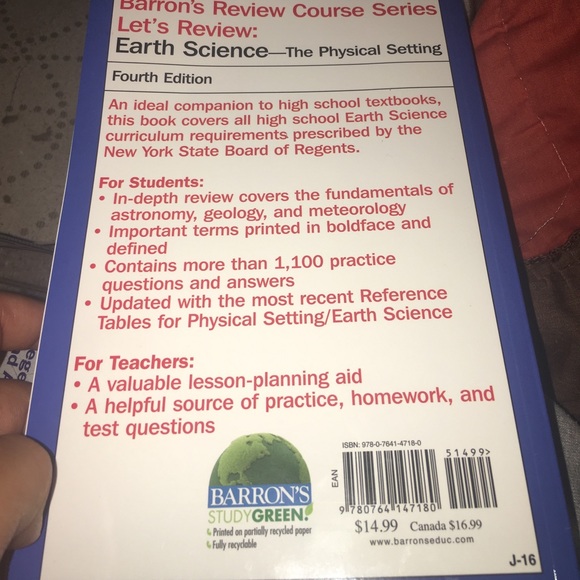 Barron's Review Course Series
Let's Review:
Earth Science—The Physical Setting
Fourth Edition
An ideal companion to high school textbooks,
this book covers all high school Earth Science
curriculum requirements prescribed by the
New York State Board of Regents.
For Students:
• In-depth review covers the fundamentals of
astronomy, geology, and meteorology
• Important terms printed in boldface and
defined
• Contains more than 1,100 practice
questions and answers
• Updated with the most recent Reference
Tables for Physical Setting/Earth Science
For Teachers:
• A valuable lesson-planning aid
• A helpful source of practice, homework, and
test questions
BARRON'S
STUDYGREEN!
Printed on partially recycled paper
Fully recyclable
EAN
ISBN: 978-0-7641-4718-0
51499>
9 780764 147180
$14.99 Canada $16.99
www.barronseduc.com
J-16